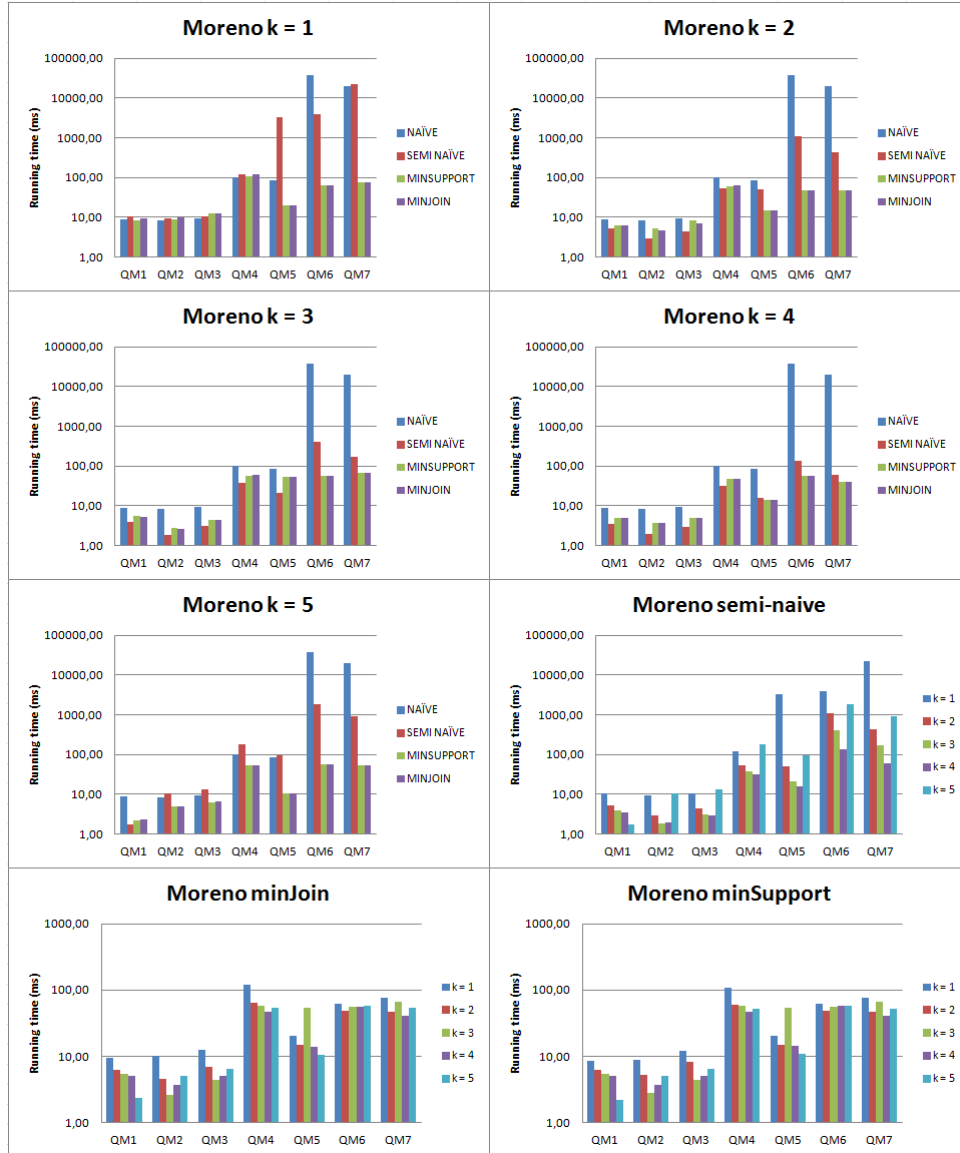 Moreno k = 1
Running time (ms)
100000,00
10000,00
1000,00
100,00
10,00
1,00
QM1 QM2 QM3 QM4 QM5 QM6 QM7
NAÏVE
SEMI NAÏVE
MINSUPPORT
MINJOIN
Moreno k = 2
Running time (ms)
100000,00
10000,00
1000,00
100,00
10,00
1,00
QM1 QM2 QM3 QM4 QM5 QM6 QM7
NAÏVE
SEMI NAÏVE
MINSUPPORT
MINJOIN
Moreno k = 3
Running time (ms)
100000,00
10000,00
1000,00
100,00
10,00
1,00
QM1 QM2 QM3 QM4 QM5 QM6 QM7
NAÏVE
SEMI NAÏVE
MINSUPPORT
MINJOIN
Moreno k = 4
Running time (ms)
100000,00
10000,00
1000,00
100,00
10,00
1,00
QM1 QM2 QM3 QM4 QM5 QM6 QM7
NAÏVE
SEMI NAÏVE
MINSUPPORT
MINJOIN
Moreno k = 5
Running time (ms)
100000,00
10000,00
1000,00
100,00
10,00
1,00
QM1 QM2 QM3 QM4 QM5 QM6 QM7
NAÏVE
SEMI NAÏVE
MINSUPPORT
MINJOIN
Moreno semi-naive
Running time (ms)
100000,00
10000,00
1000,00
100,00
10,00
1,00
QM1 QM2 QM3 QM4 QM5 QM6 QM7
k = 1
k = 2
k = 3
k = 4
k = 5
Moreno minJoin
Running time (ms)
1000,00
100,00
10,00
1,00
QM1 QM2 QM3 QM4 QM5 QM6 QM7
k = 1
k = 2
k = 3
k = 4
k = 5
Moreno minSupport
Running time (ms)
1000,00
100,00
10,00
1,00
QM1 QM2 QM3 QM4 QM5 QM6 QM7
k = 1
k = 2
k = 3
k = 4
k = 5